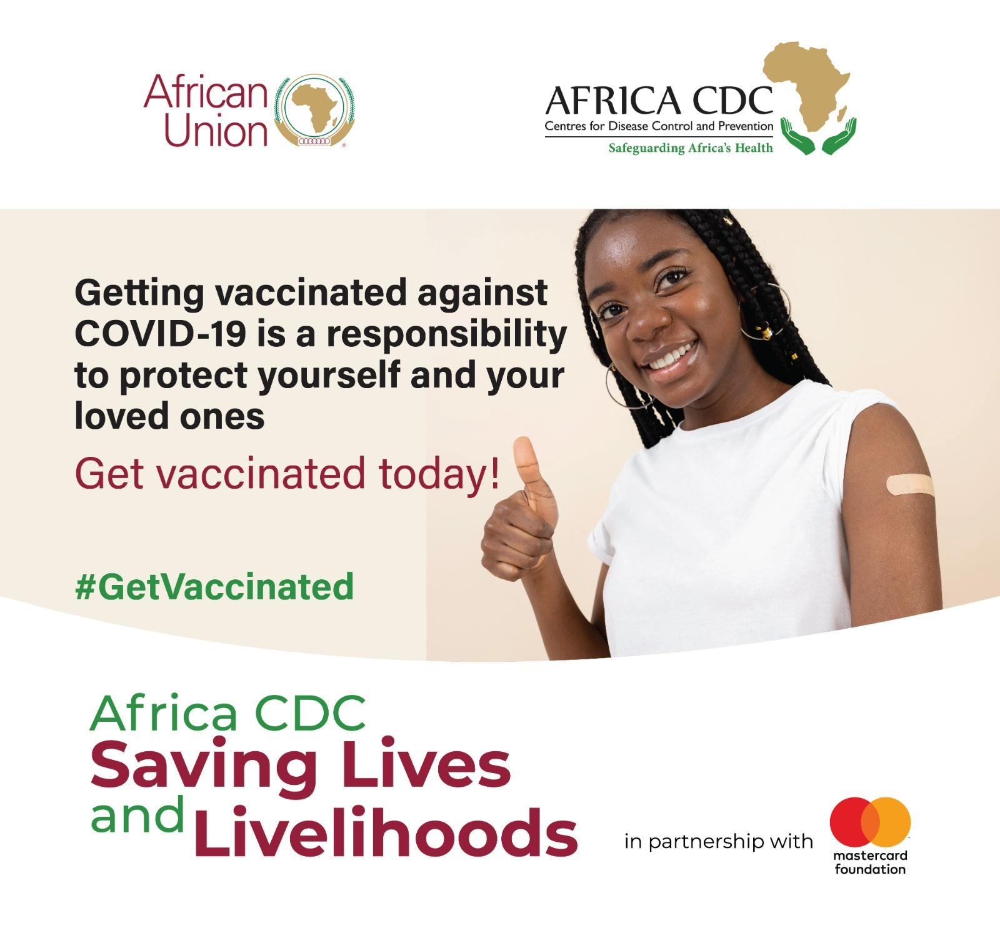 African
Union
AFRICA CDC
Centres for Disease Control and Prevention
Safeguarding Africa's Health
Getting vaccinated against
COVID-19 is a responsibility
to protect yourself and your
loved ones
Get vaccinated today!
#GetVaccinated
Africa CDC
Saving Lives
and Livelihoods
in partnership with
mastercard
foundation